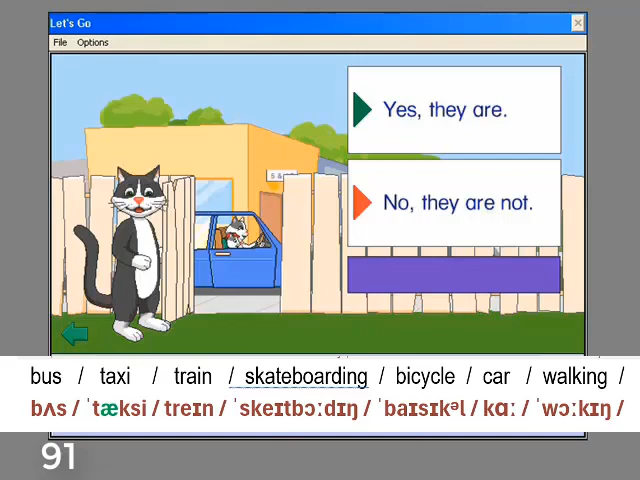 Let's Go
File Options
Yes, they are.
No, they are not.
bus / taxi / train / skateboarding / bicycle / car / walking /
bʌs / ˈtæksi / treɪn / ˈskeɪtbɔːdɪŋ / ˈbaɪsɪkᵊl / kɑː / ˈwɔːkɪŋ /
91